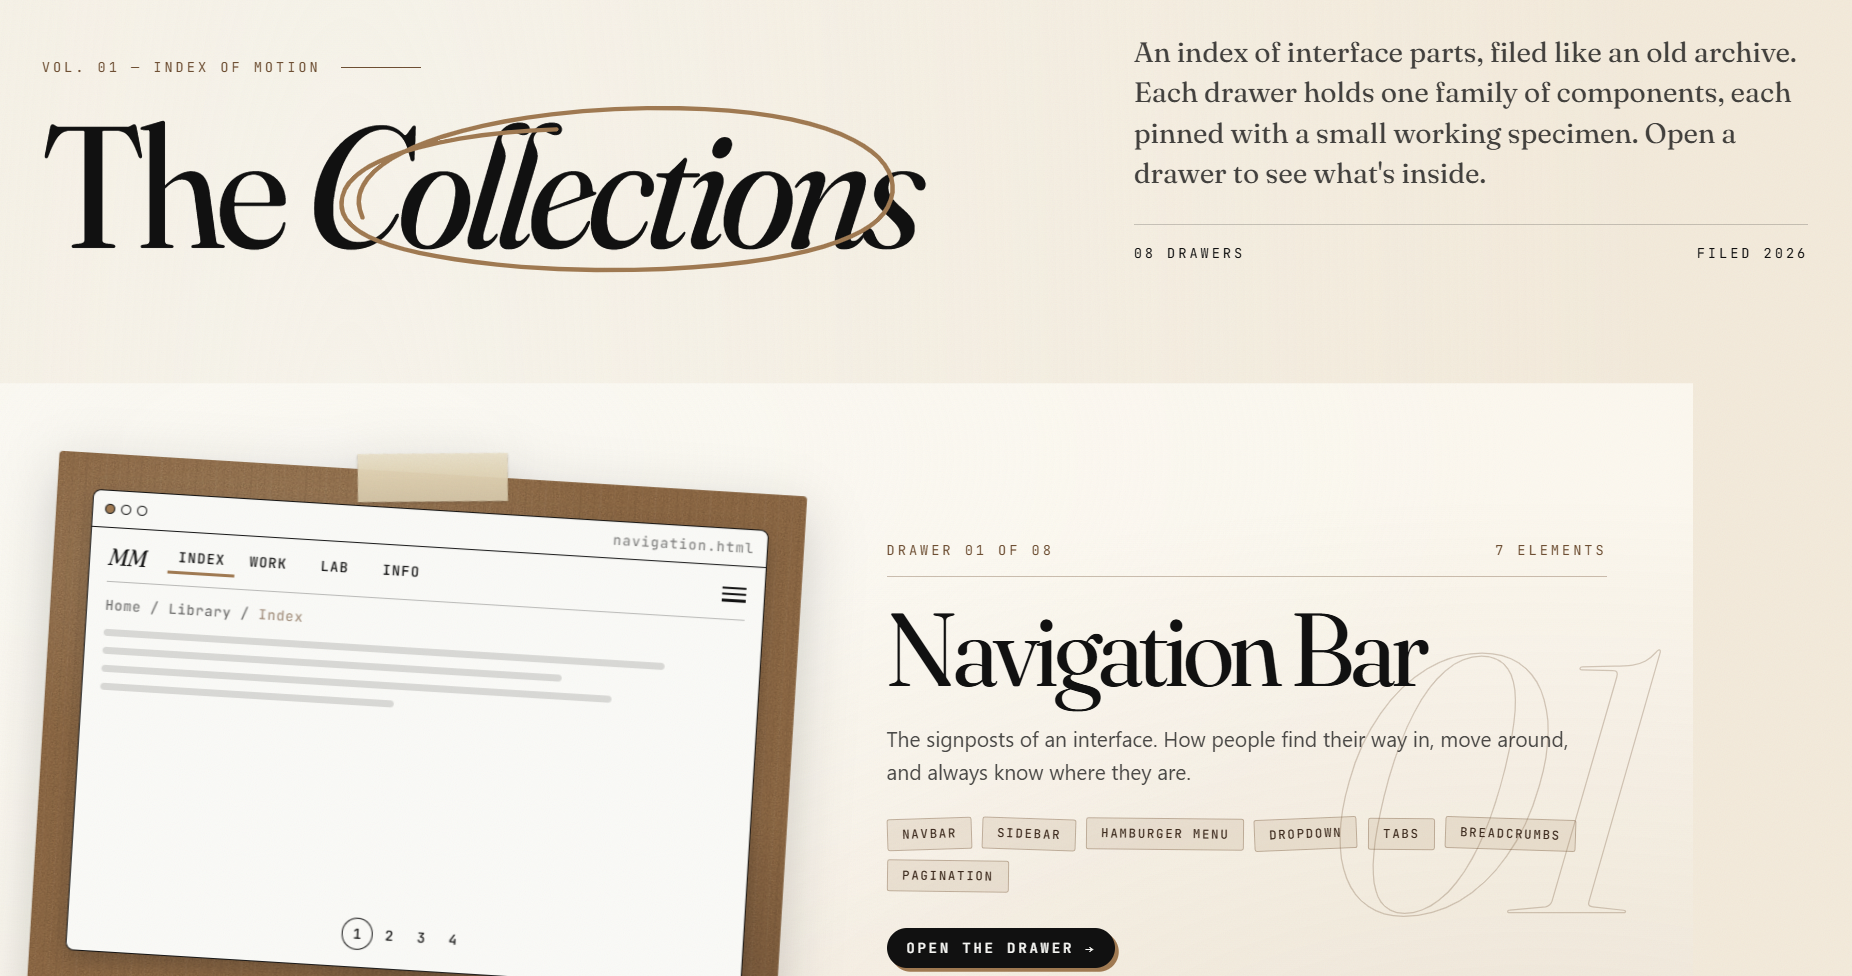 VOL. 01 — INDEX OF MOTION
The Collections
An index of interface parts, filed like an old archive.
Each drawer holds one family of components, each
pinned with a small working specimen. Open a
drawer to see what's inside.
08 DRAWERS
FILED 2026
navigation.html
MM INDEX WORK LAB INFO
Home / Library / Index
1 2 3 4
DRAWER 01 OF 08
7 ELEMENTS
Navigation Bar
01
The signposts of an interface. How people find their way in, move around,
and always know where they are.
NAVBAR SIDEBAR HAMBURGER MENU DROPDOWN TABS BREADCRUMBS
PAGINATION
OPEN THE DRAWER →